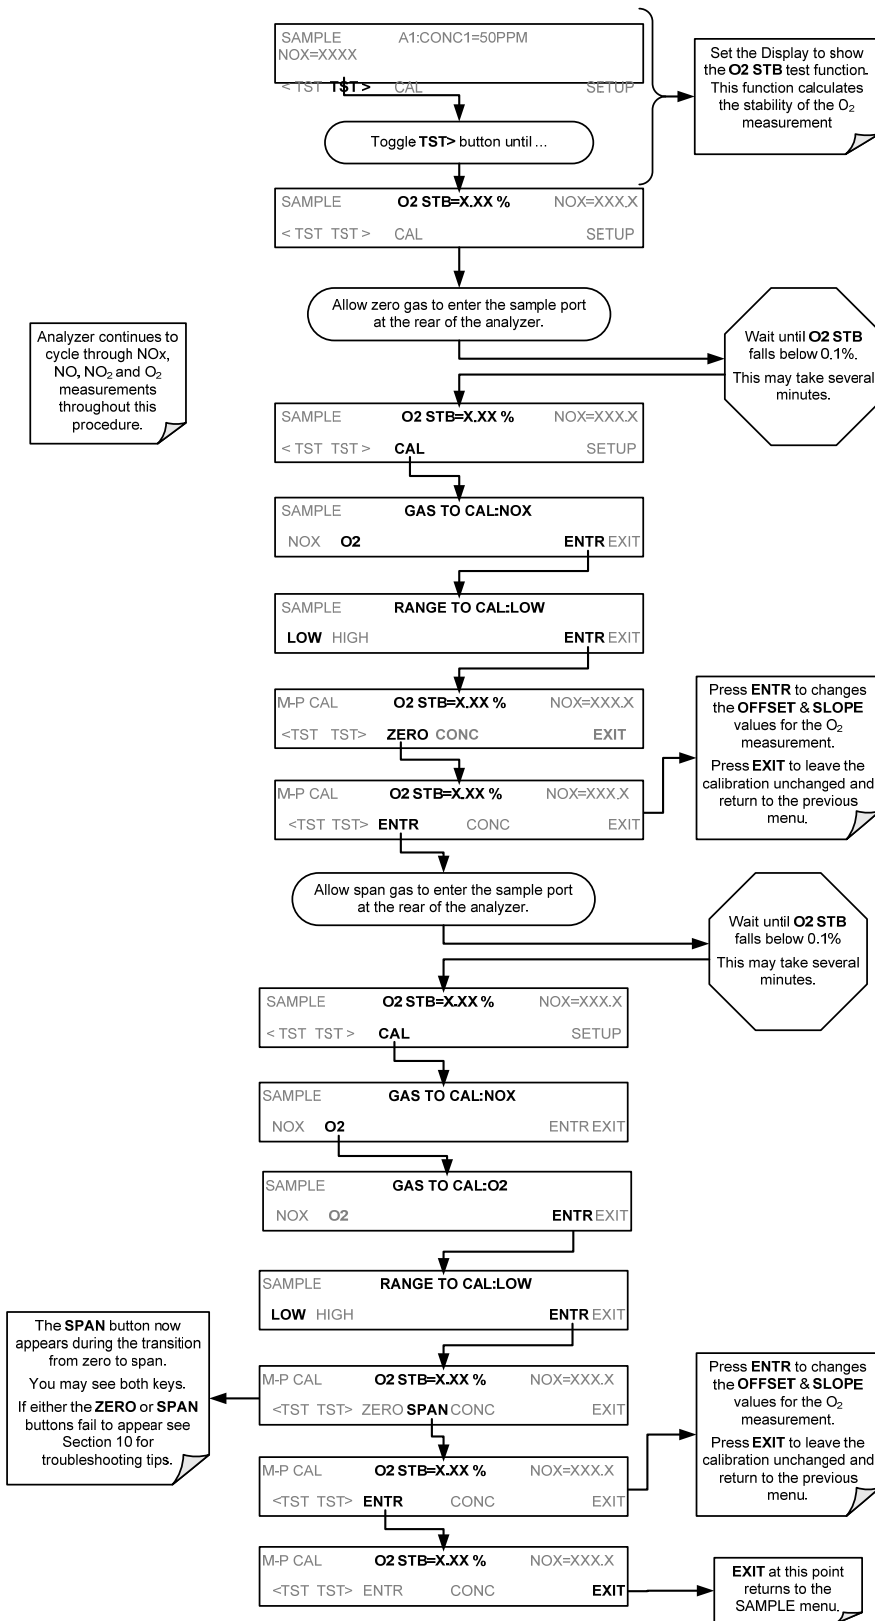 SAMPLE A1:CONC1=50PPM
NOX=XXXX
< TST TST > CAL SETUP
Set the Display to show
the O2 STB test function.
This function calculates
the stability of the O₂
measurement
Toggle TST> button until ...
SAMPLE O2 STB=X.XX % NOX=XXX.X
< TST TST > CAL SETUP
Allow zero gas to enter the sample port
at the rear of the analyzer.
Analyzer continues to
cycle through NOx,
NO, NO₂ and O₂
measurements
throughout this
procedure.
Wait until O2 STB
falls below 0.1%.
This may take several
minutes.
SAMPLE O2 STB=X.XX % NOX=XXX.X
< TST TST > CAL SETUP
SAMPLE GAS TO CAL:NOX
NOX O2 ENTR EXIT
SAMPLE RANGE TO CAL:LOW
LOW HIGH ENTR EXIT
M-P CAL O2 STB=X.XX % NOX=XXX.X
<TST TST> ZERO CONC EXIT
M-P CAL O2 STB=X.XX % NOX=XXX.X
<TST TST> ENTR CONC EXIT
Press ENTR to changes
the OFFSET & SLOPE
values for the O₂
measurement.
Press EXIT to leave the
calibration unchanged and
return to the previous
menu.
Allow span gas to enter the sample port
at the rear of the analyzer.
Wait until O2 STB
falls below 0.1%
This may take several
minutes.
SAMPLE O2 STB=X.XX % NOX=XXX.X
< TST TST > CAL SETUP
SAMPLE GAS TO CAL:NOX
NOX O2 ENTR EXIT
SAMPLE GAS TO CAL:O2
NOX O2 ENTR EXIT
SAMPLE RANGE TO CAL:LOW
LOW HIGH ENTR EXIT
The SPAN button now
appears during the transition
from zero to span.
You may see both keys.
If either the ZERO or SPAN
buttons fail to appear see
Section 10 for
troubleshooting tips.
M-P CAL O2 STB=X.XX % NOX=XXX.X
<TST TST> ZERO SPAN CONC EXIT
M-P CAL O2 STB=X.XX % NOX=XXX.X
<TST TST> ENTR CONC EXIT
Press ENTR to changes
the OFFSET & SLOPE
values for the O₂
measurement.
Press EXIT to leave the
calibration unchanged and
return to the previous
menu.
M-P CAL O2 STB=X.XX % NOX=XXX.X
<TST TST> ENTR CONC EXIT
EXIT at this point
returns to the
SAMPLE menu.